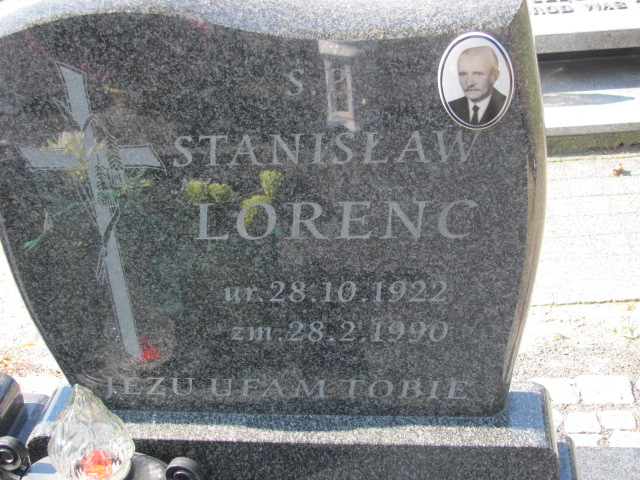 Ś.P.
STANISŁAW
LORENC
ur.28.10.1922
zm.28.2.1990
JEZU UFAM TOBIE